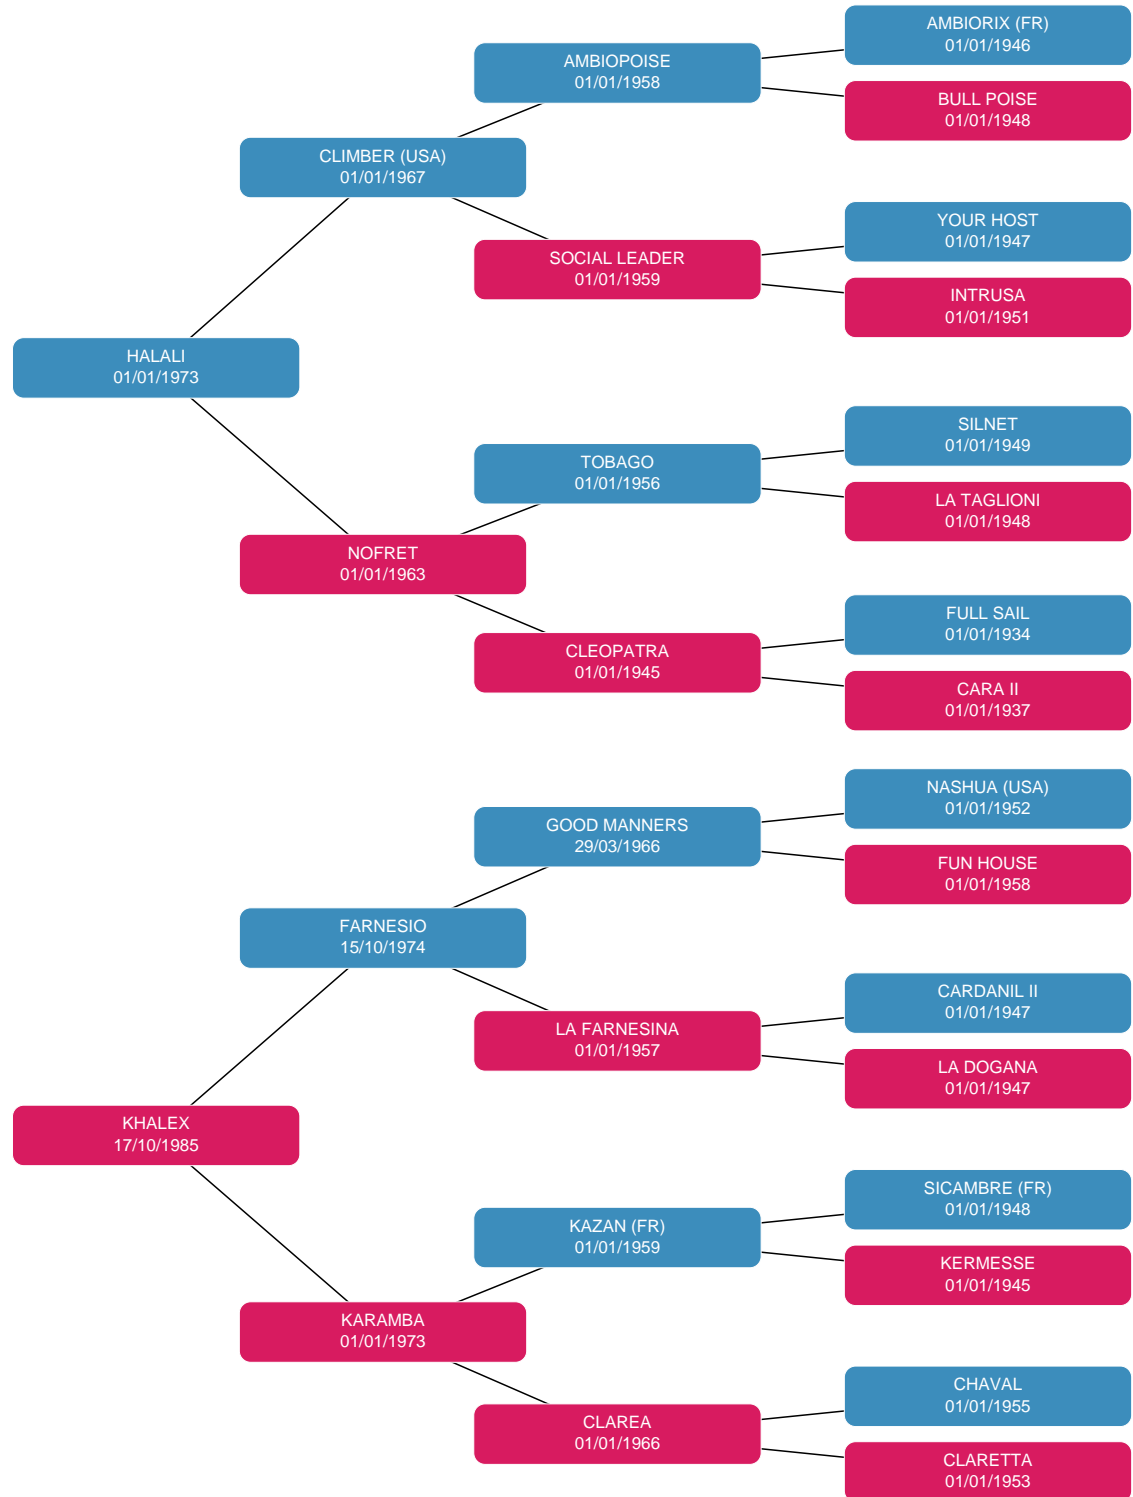 AMBIORIX (FR)
01/01/1946
AMBIOPOISE
01/01/1958
BULL POISE
01/01/1948
CLIMBER (USA)
01/01/1967
YOUR HOST
01/01/1947
SOCIAL LEADER
01/01/1959
INTRUSA
01/01/1951
HALALI
01/01/1973
SILNET
01/01/1949
TOBAGO
01/01/1956
LA TAGLIONI
01/01/1948
NOFRET
01/01/1963
FULL SAIL
01/01/1934
CLEOPATRA
01/01/1945
CARA II
01/01/1937
NASHUA (USA)
01/01/1952
GOOD MANNERS
29/03/1966
FUN HOUSE
01/01/1958
FARNESIO
15/10/1974
CARDANIL II
01/01/1947
LA FARNESINA
01/01/1957
LA DOGANA
01/01/1947
KHALEX
17/10/1985
SICAMBRE (FR)
01/01/1948
KAZAN (FR)
01/01/1959
KERMESSE
01/01/1945
KARAMBA
01/01/1973
CHAVAL
01/01/1955
CLAREA
01/01/1966
CLARETTA
01/01/1953